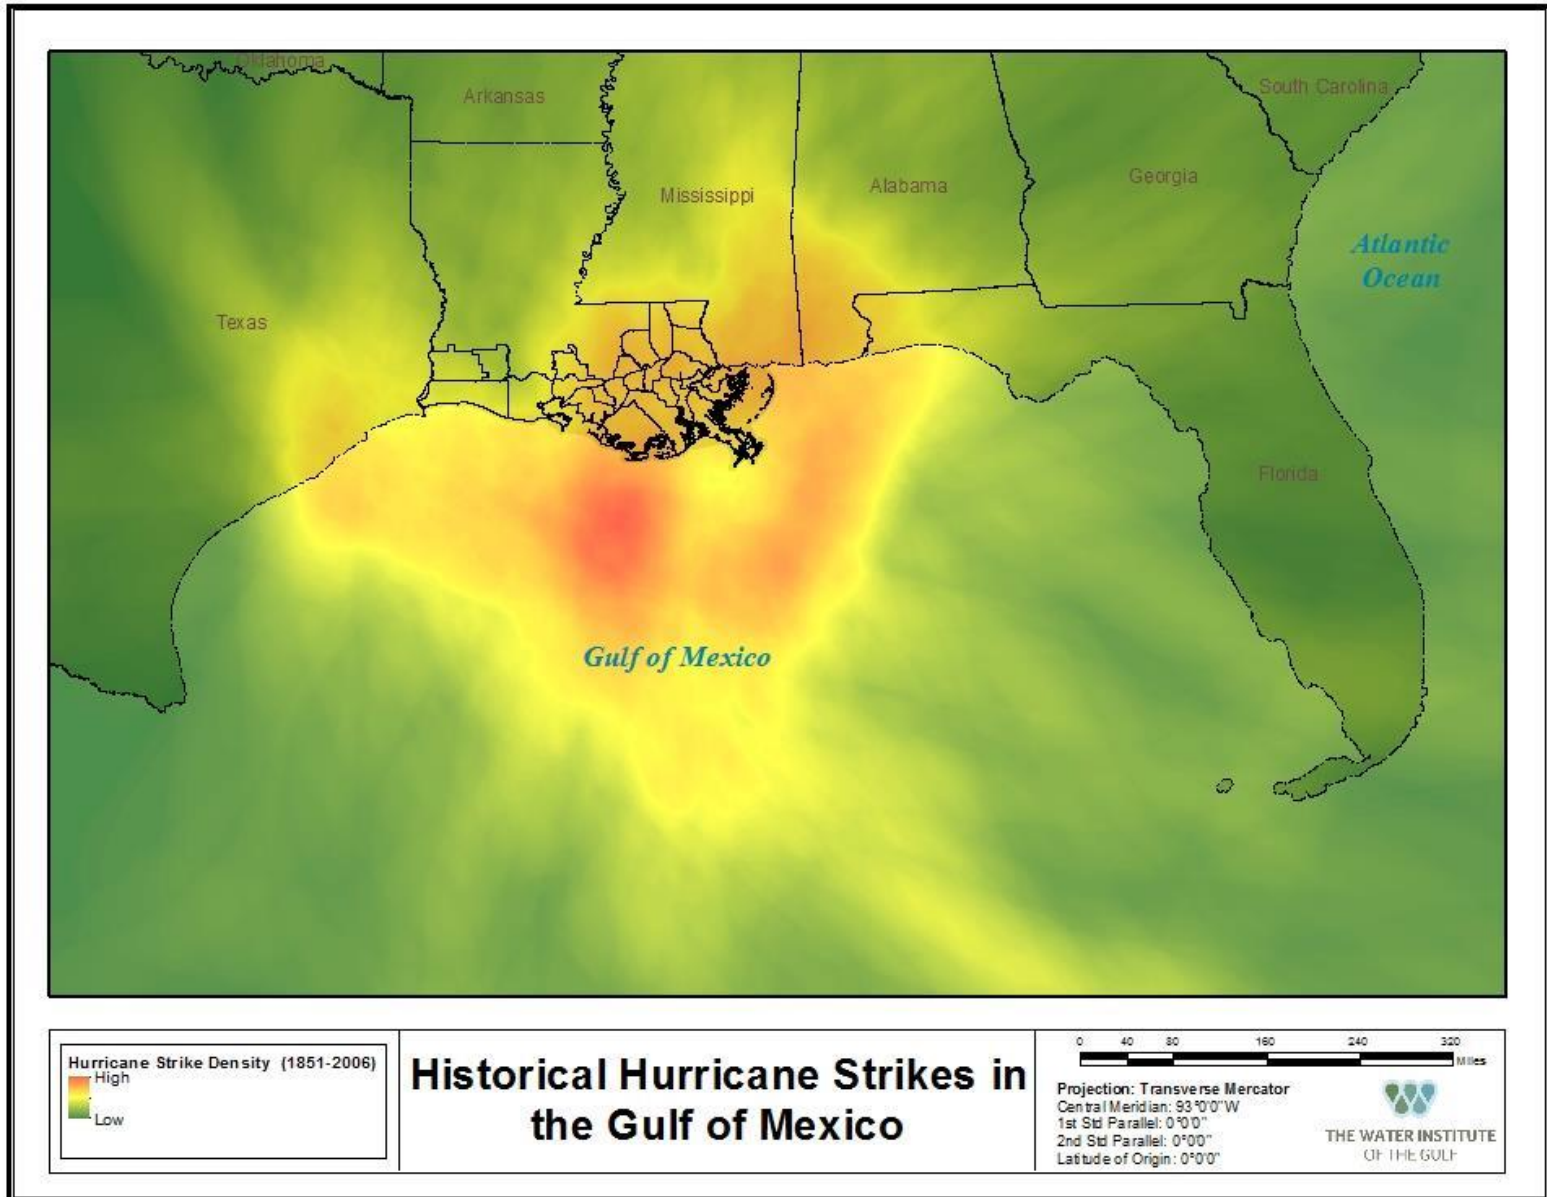 Oklahoma
Arkansas
South Carolina
Mississippi
Alabama
Georgia
Atlantic
Ocean
Texas
Florida
Gulf of Mexico
Hurricane Strike Density (1851-2006)
High
Low
Historical Hurricane Strikes in
the Gulf of Mexico
0 40 80 160 240 320
Miles
Projection: Transverse Mercator
Central Meridian: 93°0'0"W
1st Std Parallel: 0°0'0"
2nd Std Parallel: 0°0'0"
Latitude of Origin: 0°0'0"
THE WATER INSTITUTE
OF THE GULF